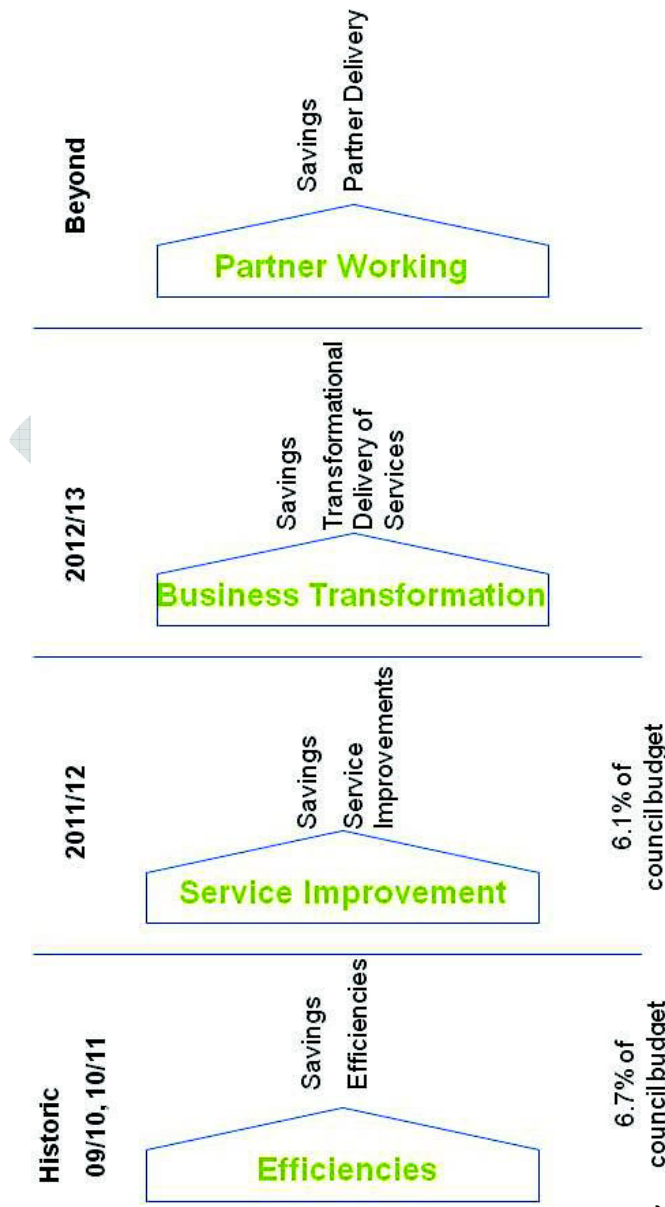 Historic
09/10, 10/11
Efficiencies
Savings
Efficiencies
6.7% of
council budget
2011/12
Service Improvement
Savings
Service
Improvements
6.1% of
council budget
2012/13
Business Transformation
Savings
Transformational
Delivery of
Services
Beyond
Partner Working
Savings
Partner Delivery